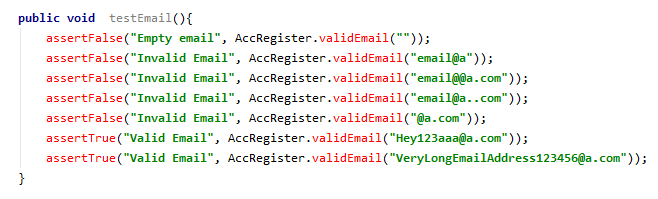 public void testEmail(){
assertFalse("Empty email", AccRegister.validEmail(""));
assertFalse("Invalid Email", AccRegister.validEmail("email@a"));
assertFalse("Invalid Email", AccRegister.validEmail("email@@a.com"));
assertFalse("Invalid Email", AccRegister.validEmail("email@a..com"));
assertFalse("Invalid Email", AccRegister.validEmail("@a.com"));
assertTrue("Valid Email", AccRegister.validEmail("Hey123aaa@a.com"));
assertTrue("Valid Email", AccRegister.validEmail("VeryLongEmailAddress123456@a.com"));
}